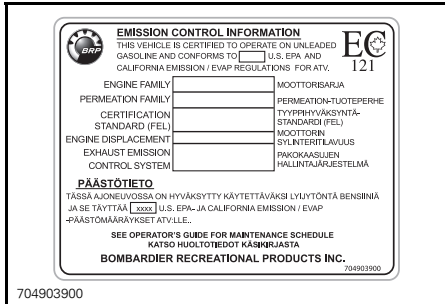 EMISSION CONTROL INFORMATION
THIS VEHICLE IS CERTIFIED TO OPERATE ON UNLEADED
GASOLINE AND CONFORMS TO U.S. EPA AND
CALIFORNIA EMISSION / EVAP REGULATIONS FOR ATV.
BRP
EC
121
ENGINE FAMILY MOOTTORISARJA
PERMEATION FAMILY PERMEATION-TUOTEPERHE
CERTIFICATION TYYPPIHYVÄKSYNTÄ-
STANDARD (FEL) STANDARDI (FEL)
ENGINE DISPLACEMENT MOOTTORIN
SYLINTERITILAVUUS
EXHAUST EMISSION PAKOKAASUJEN
CONTROL SYSTEM HALLINTAJÄRJESTELMÄ
PÄÄSTÖTIETO
TÄSSÄ AJONEUVOSSA ON HYVÄKSYTTY KÄYTETTÄVÄKSI LYIJYTÖNTÄ BENSIINIÄ
JA SE TÄYTTÄÄ xxxx U.S. EPA- JA CALIFORNIA EMISSION / EVAP
-PÄÄSTÖMÄÄRÄYKSET ATV:LLE..
SEE OPERATOR'S GUIDE FOR MAINTENANCE SCHEDULE
KATSO HUOLTOTIEDOT KÄSIKIRJASTA
BOMBARDIER RECREATIONAL PRODUCTS INC.
704903900
704903900